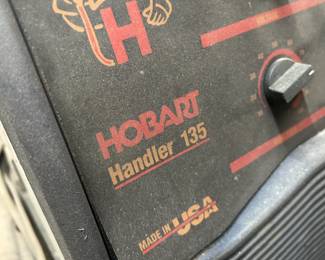 H
HOBART
Handler 135
MADE IN USA